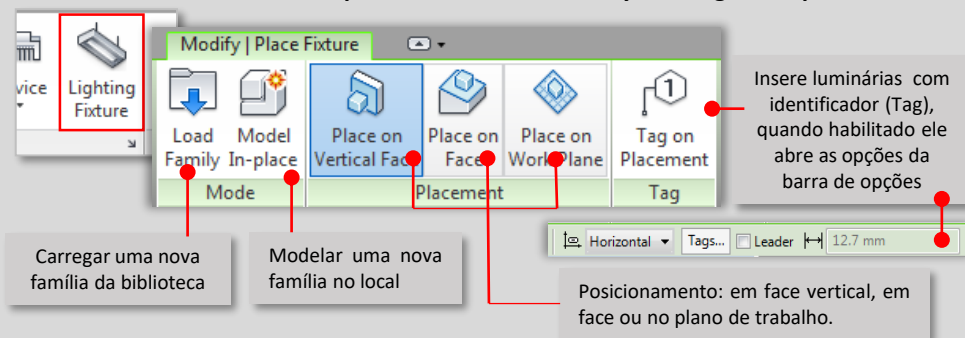 vice
Lighting
Fixture
Modify | Place Fixture
Load
Family
Model
In-place
Place on
Vertical Face
Place on
Face
Place on
Work Plane
Tag on
Placement
Mode
Placement
Tag
Insere luminárias com
identificador (Tag),
quando habilitado ele
abre as opções da
barra de opções
Horizontal
Tags...
Leader
12.7 mm
Carregar uma nova
família da biblioteca
Modelar uma nova
família no local
Posicionamento: em face vertical, em
face ou no plano de trabalho.